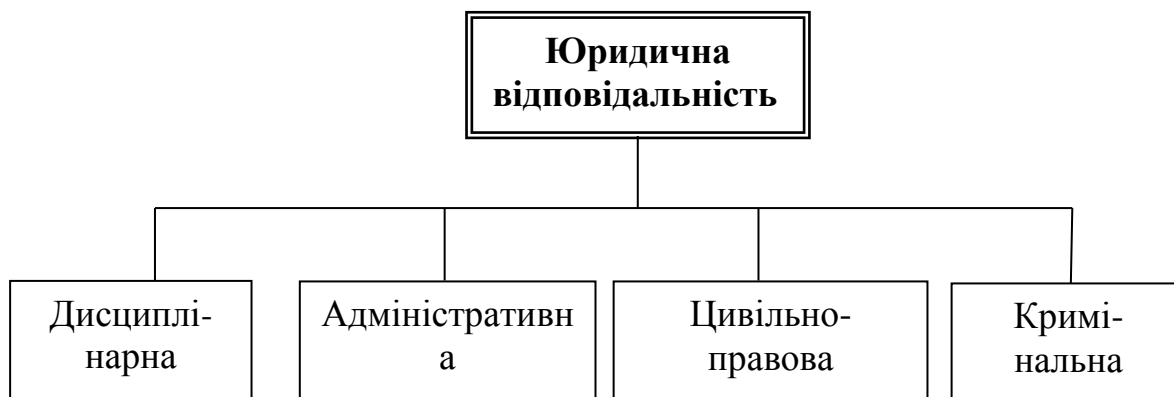 Юридична
відповідальність
Дисциплі-
нарна
Адміністративн
а
Цивільно-
правова
Кримі-
нальна